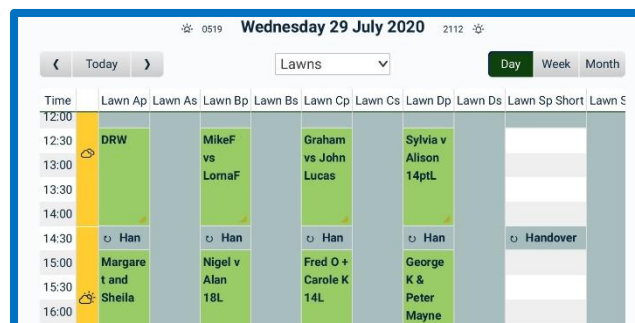 0519 Wednesday 29 July 2020 2112
❮ Today ❯ Lawns Day Week Month
Time Lawn Ap Lawn As Lawn Bp Lawn Bs Lawn Cp Lawn Cs Lawn Dp Lawn Ds Lawn Sp Short Lawn S
12:00
12:30 DRW MikeF Graham Sylvia v
vs vs John Alison
13:00 LornaF Lucas 14ptL
13:30
14:00
14:30 ↻ Han ↻ Han ↻ Han ↻ Han ↻ Handover
15:00 Margare Nigel v Fred O + George
t and Alan Carole K K &
15:30 Sheila 18L 14L Peter
16:00 Mayne